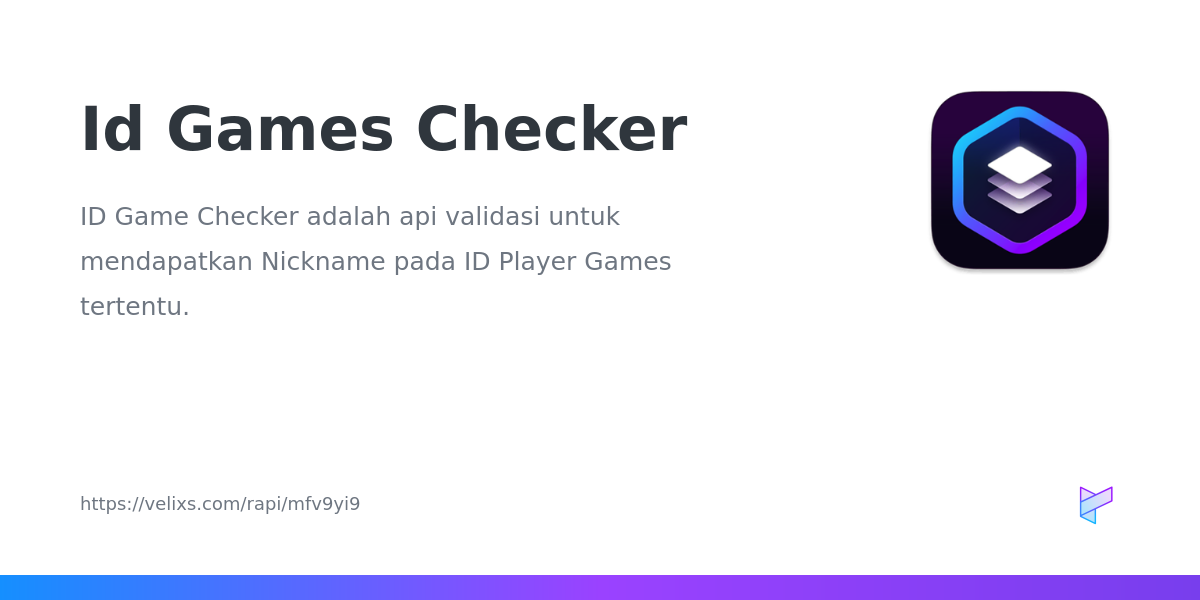 Id Games Checker
ID Game Checker adalah api validasi untuk
mendapatkan Nickname pada ID Player Games
tertentu.
https://velixs.com/rapi/mfv9yi9